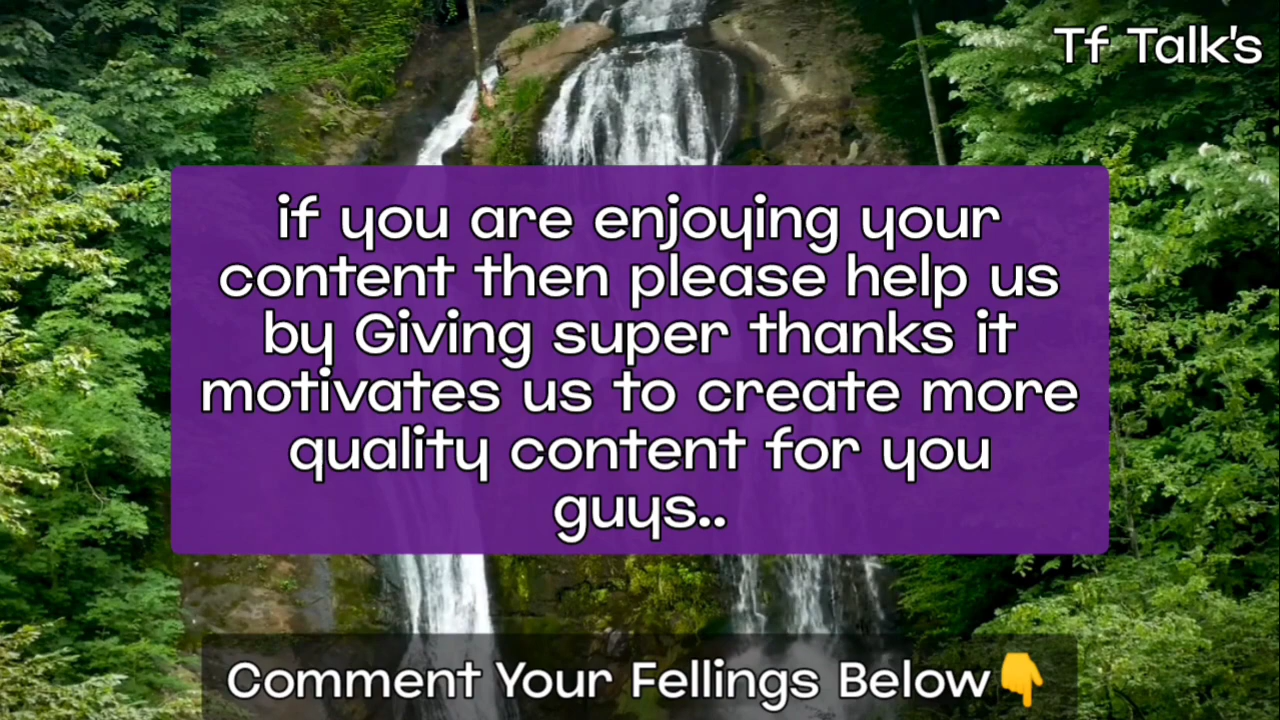 Tf Talk's
if you are enjoying your
content then please help us
by Giving super thanks it
motivates us to create more
quality content for you
guys..
Comment Your Fellings Below👇